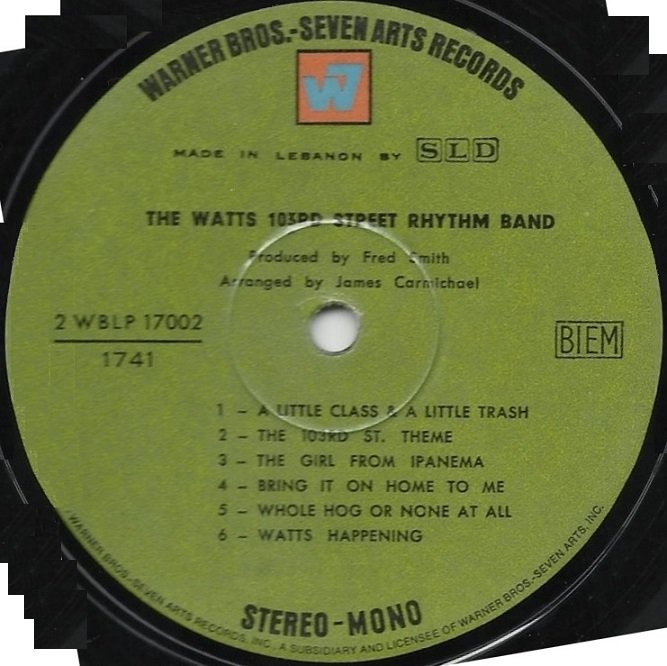 WARNER BROS.-SEVEN ARTS RECORDS
W7
MADE IN LEBANON BY SLD
THE WATTS 103RD STREET RHYTHM BAND
Produced by Fred Smith
Arranged by James Carmichael
2 WBLP 17002
1741
BIEM
1 - A LITTLE CLASS & A LITTLE TRASH
2 - THE 103RD ST. THEME
3 - THE GIRL FROM IPANEMA
4 - BRING IT ON HOME TO ME
5 - WHOLE HOG OR NONE AT ALL
6 - WATTS HAPPENING
STEREO-MONO
WARNER BROS.-SEVEN ARTS RECORDS, INC., A SUBSIDIARY AND LICENSEE OF WARNER BROS.-SEVEN ARTS, INC.